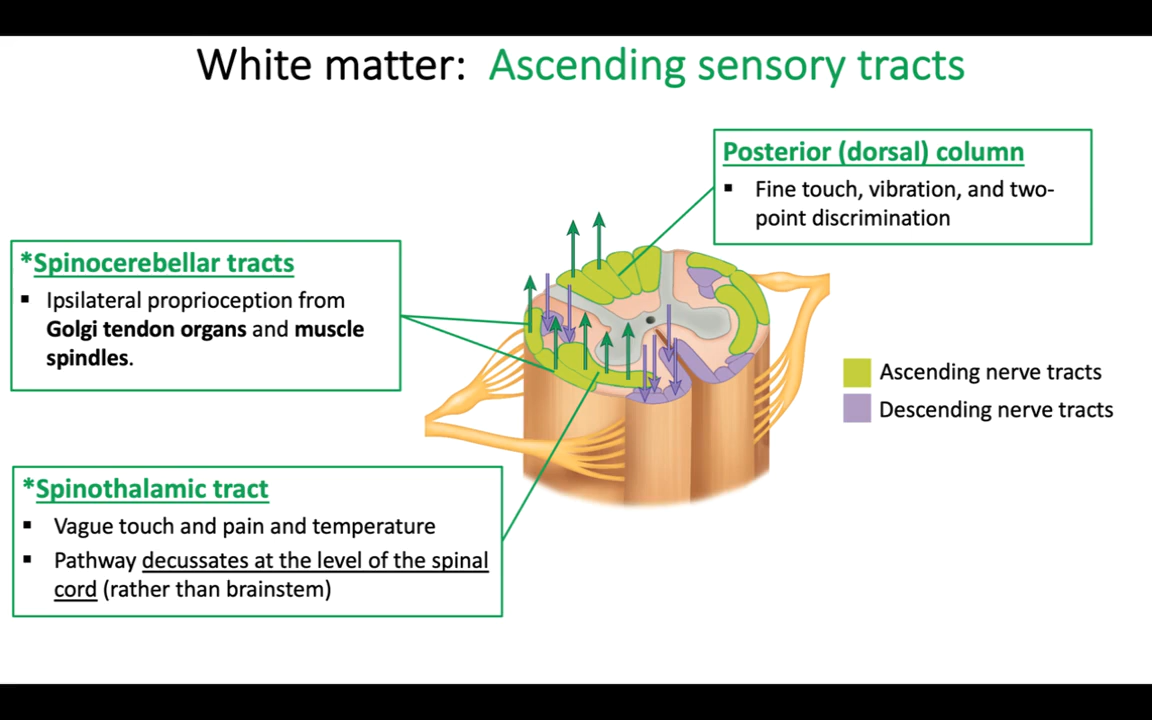 White matter: Ascending sensory tracts
Posterior (dorsal) column
▪ Fine touch, vibration, and two-
point discrimination
*Spinocerebellar tracts
▪ Ipsilateral proprioception from
Golgi tendon organs and muscle
spindles.
Ascending nerve tracts
Descending nerve tracts
*Spinothalamic tract
▪ Vague touch and pain and temperature
▪ Pathway decussates at the level of the spinal
cord (rather than brainstem)